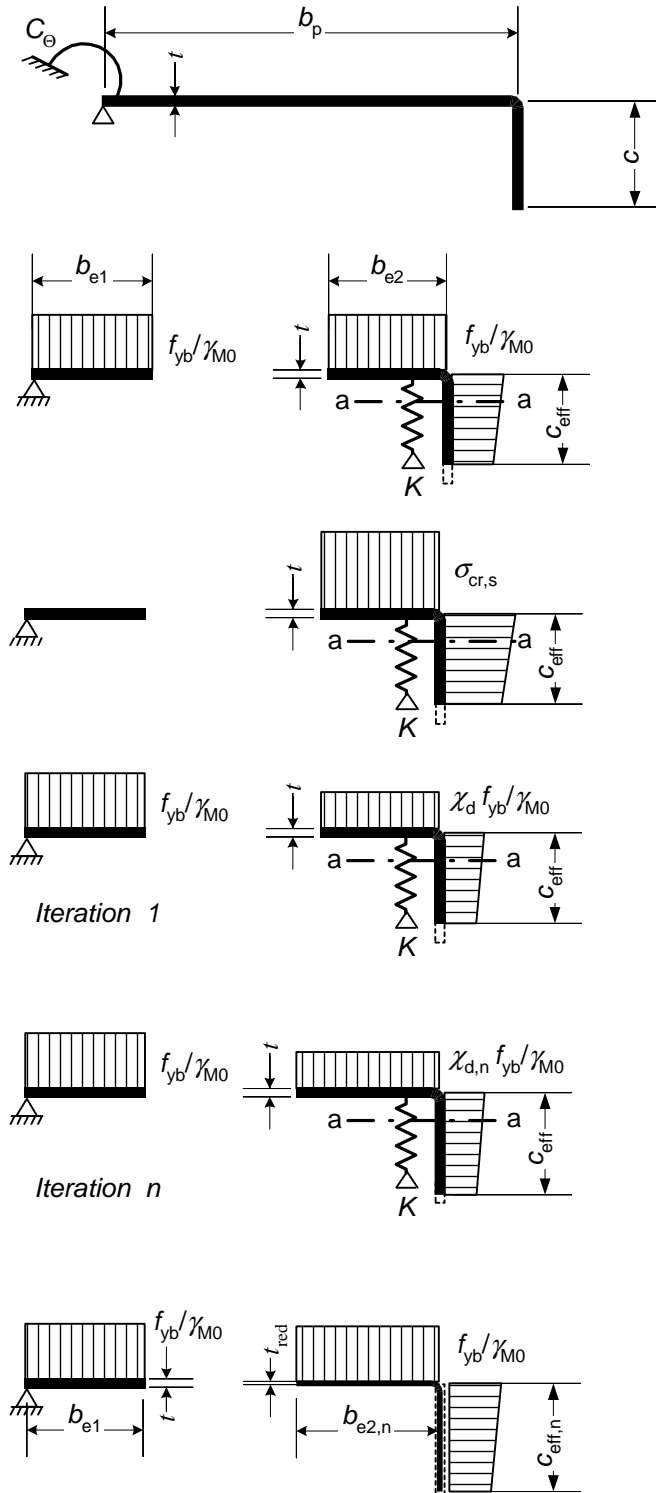 C_Θ
b_p
t
c
b_e1
b_e2
t
f_yb/γ_M0
f_yb/γ_M0
a
a
c_eff
K
t
σ_cr,s
a
a
c_eff
K
f_yb/γ_M0
t
χ_d f_yb/γ_M0
a
a
c_eff
K
Iteration 1
f_yb/γ_M0
t
χ_d,n f_yb/γ_M0
a
a
c_eff
K
Iteration n
f_yb/γ_M0
t_red
f_yb/γ_M0
b_e1
t
b_e2,n
c_eff,n